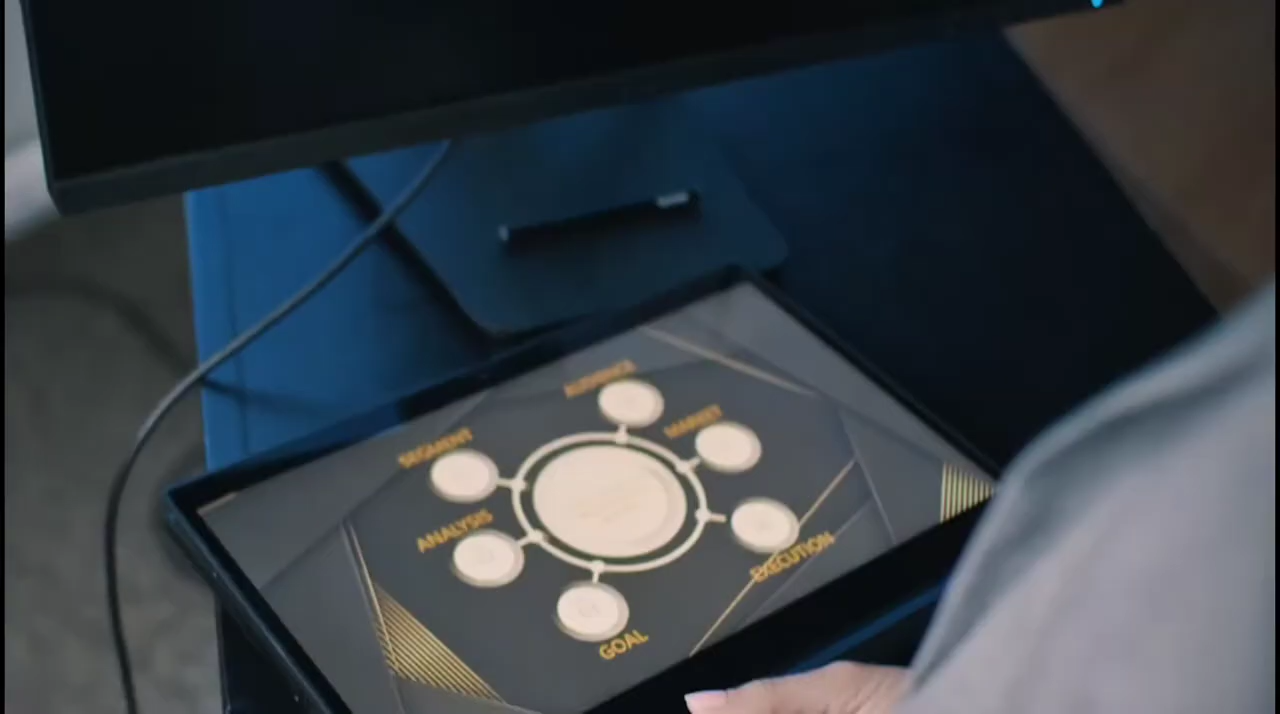 AUDIENCE
MARKET
SEGMENT
ANALYSIS
EXECUTION
GOAL